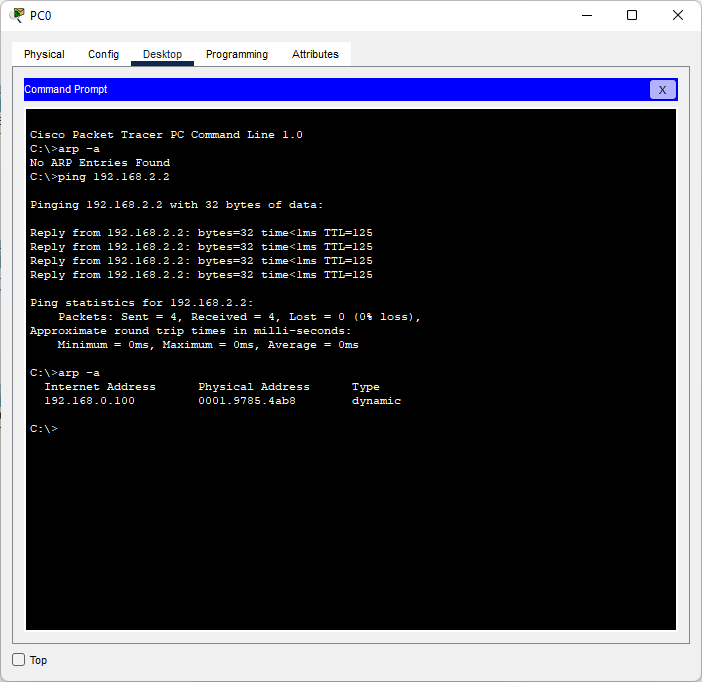 PC0
Physical Config Desktop Programming Attributes
Command Prompt X
Cisco Packet Tracer PC Command Line 1.0
C:\>arp -a
No ARP Entries Found
C:\>ping 192.168.2.2
Pinging 192.168.2.2 with 32 bytes of data:
Reply from 192.168.2.2: bytes=32 time<1ms TTL=125
Reply from 192.168.2.2: bytes=32 time<1ms TTL=125
Reply from 192.168.2.2: bytes=32 time<1ms TTL=125
Reply from 192.168.2.2: bytes=32 time<1ms TTL=125
Ping statistics for 192.168.2.2:
Packets: Sent = 4, Received = 4, Lost = 0 (0% loss),
Approximate round trip times in milli-seconds:
Minimum = 0ms, Maximum = 0ms, Average = 0ms
C:\>arp -a
Internet Address Physical Address Type
192.168.0.100 0001.9785.4ab8 dynamic
C:\>
Top